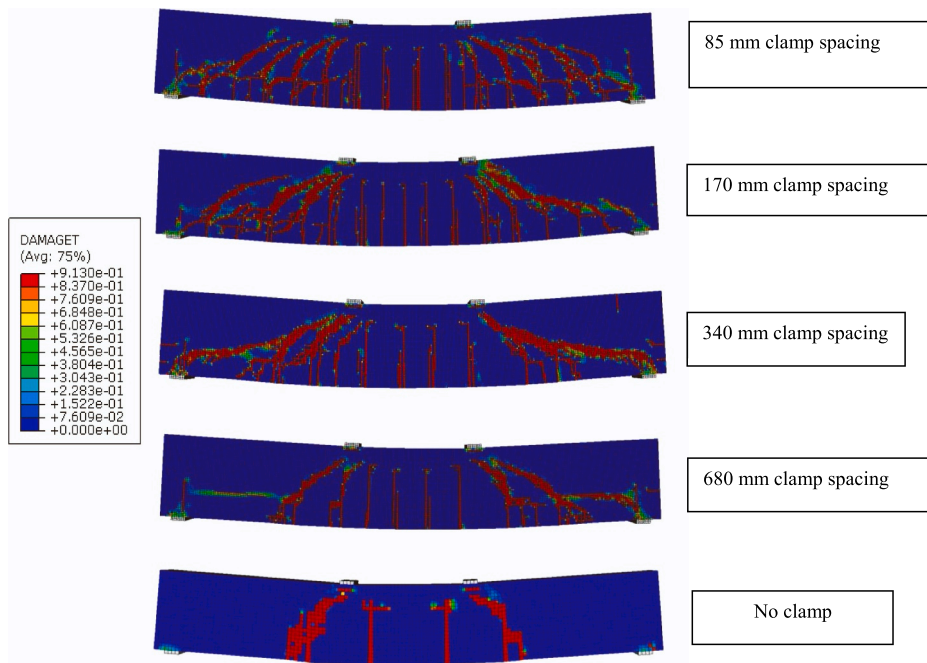 85 mm clamp spacing
170 mm clamp spacing
DAMAGET
(Avg: 75%)
+9.130e-01
+8.370e-01
+7.609e-01
+6.848e-01
+6.087e-01
+5.326e-01
+4.565e-01
+3.804e-01
+3.043e-01
+2.283e-01
+1.522e-01
+7.609e-02
+0.000e+00
340 mm clamp spacing
680 mm clamp spacing
No clamp